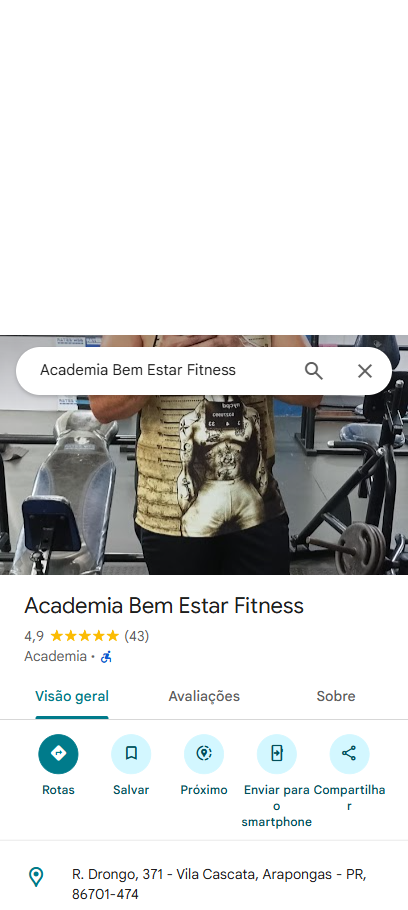 Academia Bem Estar Fitness
Academia Bem Estar Fitness
4,9 (43)
Academia •
Visão geral Avaliações Sobre
Rotas Salvar Próximo Enviar para o smartphone Compartilhar
R. Drongo, 371 - Vila Cascata, Arapongas - PR,
86701-474